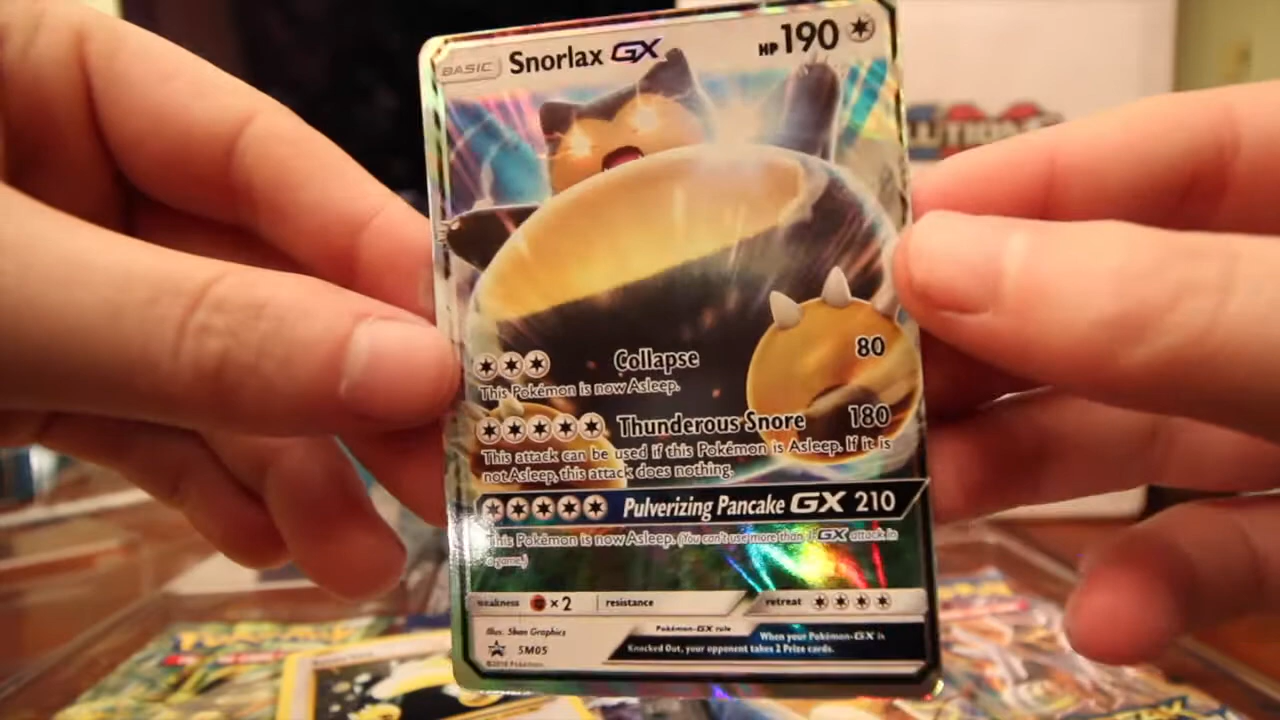 BASIC Snorlax GX HP 190
LUTIONS
Collapse 80
This Pokémon is now Asleep.
Thunderous Snore 180
This attack can be used if this Pokémon is Asleep. If it is
not Asleep, this attack does nothing.
Pulverizing Pancake GX 210
This Pokémon is now Asleep. (You can't use more than 1 GX attack in
a game.)
weakness ×2 resistance retreat
Illus. 5ban Graphics
Pokémon-GX rule
When your Pokémon-GX is
Knocked Out, your opponent takes 2 Prize cards.
SM05
©2016 Pokémon